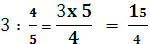 3 : 4/5 = 3x 5/4 = 15/4